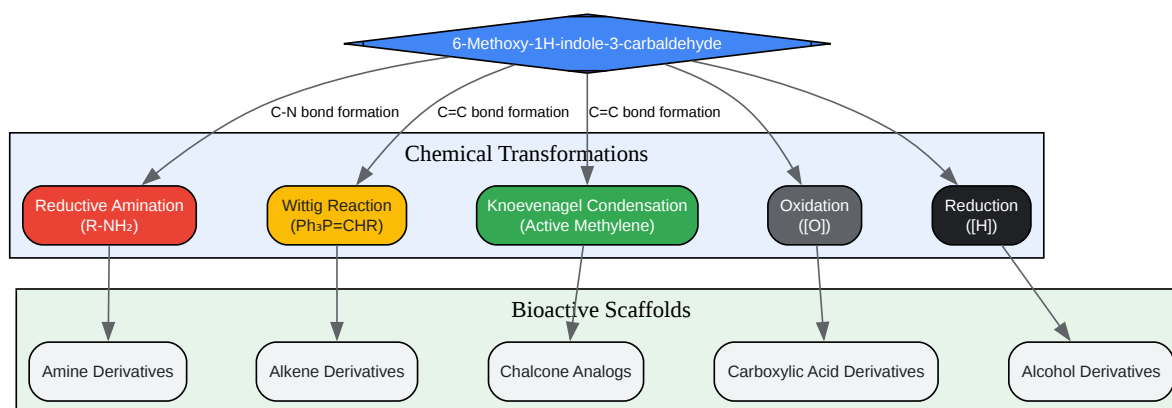 6-Methoxy-1H-indole-3-carbaldehyde
C-N bond formation
C=C bond formation
C=C bond formation
Chemical Transformations
Reductive Amination
(R-NH₂)
Wittig Reaction
(Ph₃P=CHR)
Knoevenagel Condensation
(Active Methylene)
Oxidation
([O])
Reduction
([H])
Bioactive Scaffolds
Amine Derivatives
Alkene Derivatives
Chalcone Analogs
Carboxylic Acid Derivatives
Alcohol Derivatives